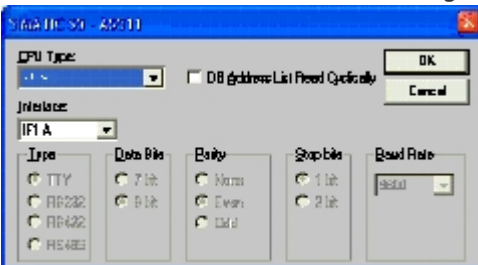 SIMATIC S5 - AS511
CPU Type:
OK
DB Address List Read Cyclically
Cancel
Interface:
IF1 A
Type
Data Bits
Parity
Stop bits
Baud Rate
TTY
7 bit
None
1 bit
9600
RS232
8 bit
Even
2 bit
RS422
Odd
RS485